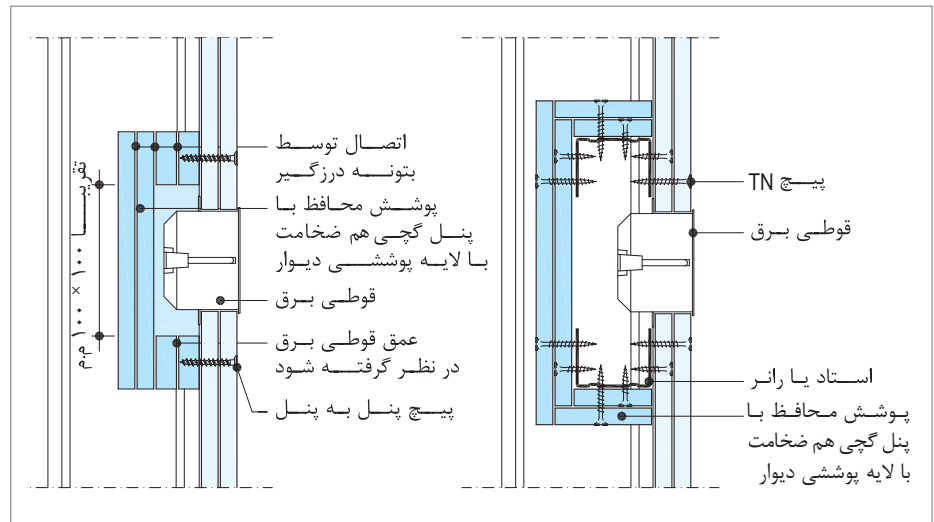 اتصال توسط
بتونه درزگیر
پوشش محافظ با
پنل گچی هم ضخامت
با لایه پوششی دیوار
قوطی برق
عمق قوطی برق
در نظر گرفته شود
پیچ پنل به پنل
تقریبا ۱۰۰ × ۱۰۰ م.م
پیچ TN
قوطی برق
استاد یا رانر
پوشش محافظ با
پنل گچی هم ضخامت
با لایه پوششی دیوار